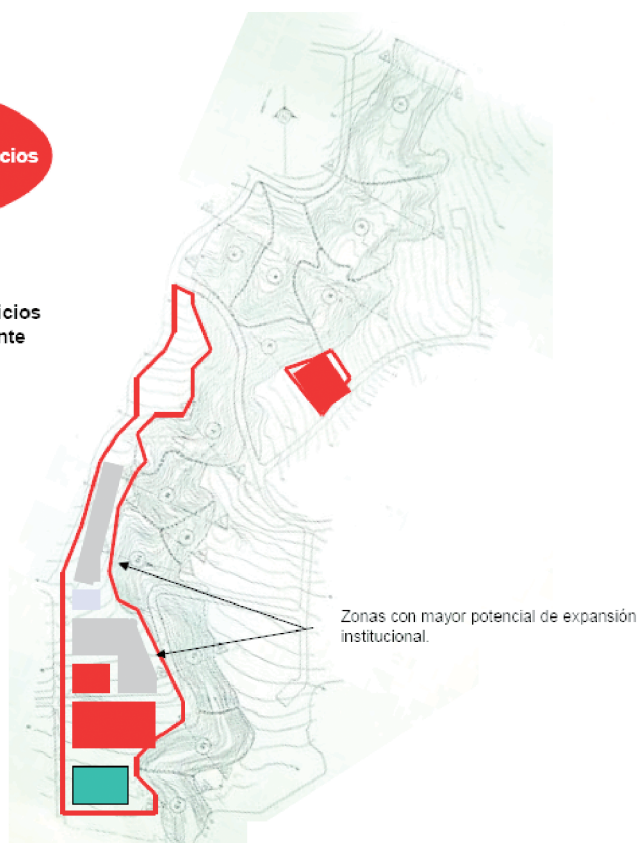 cios
icios
nte
Zonas con mayor potencial de expansión
institucional.